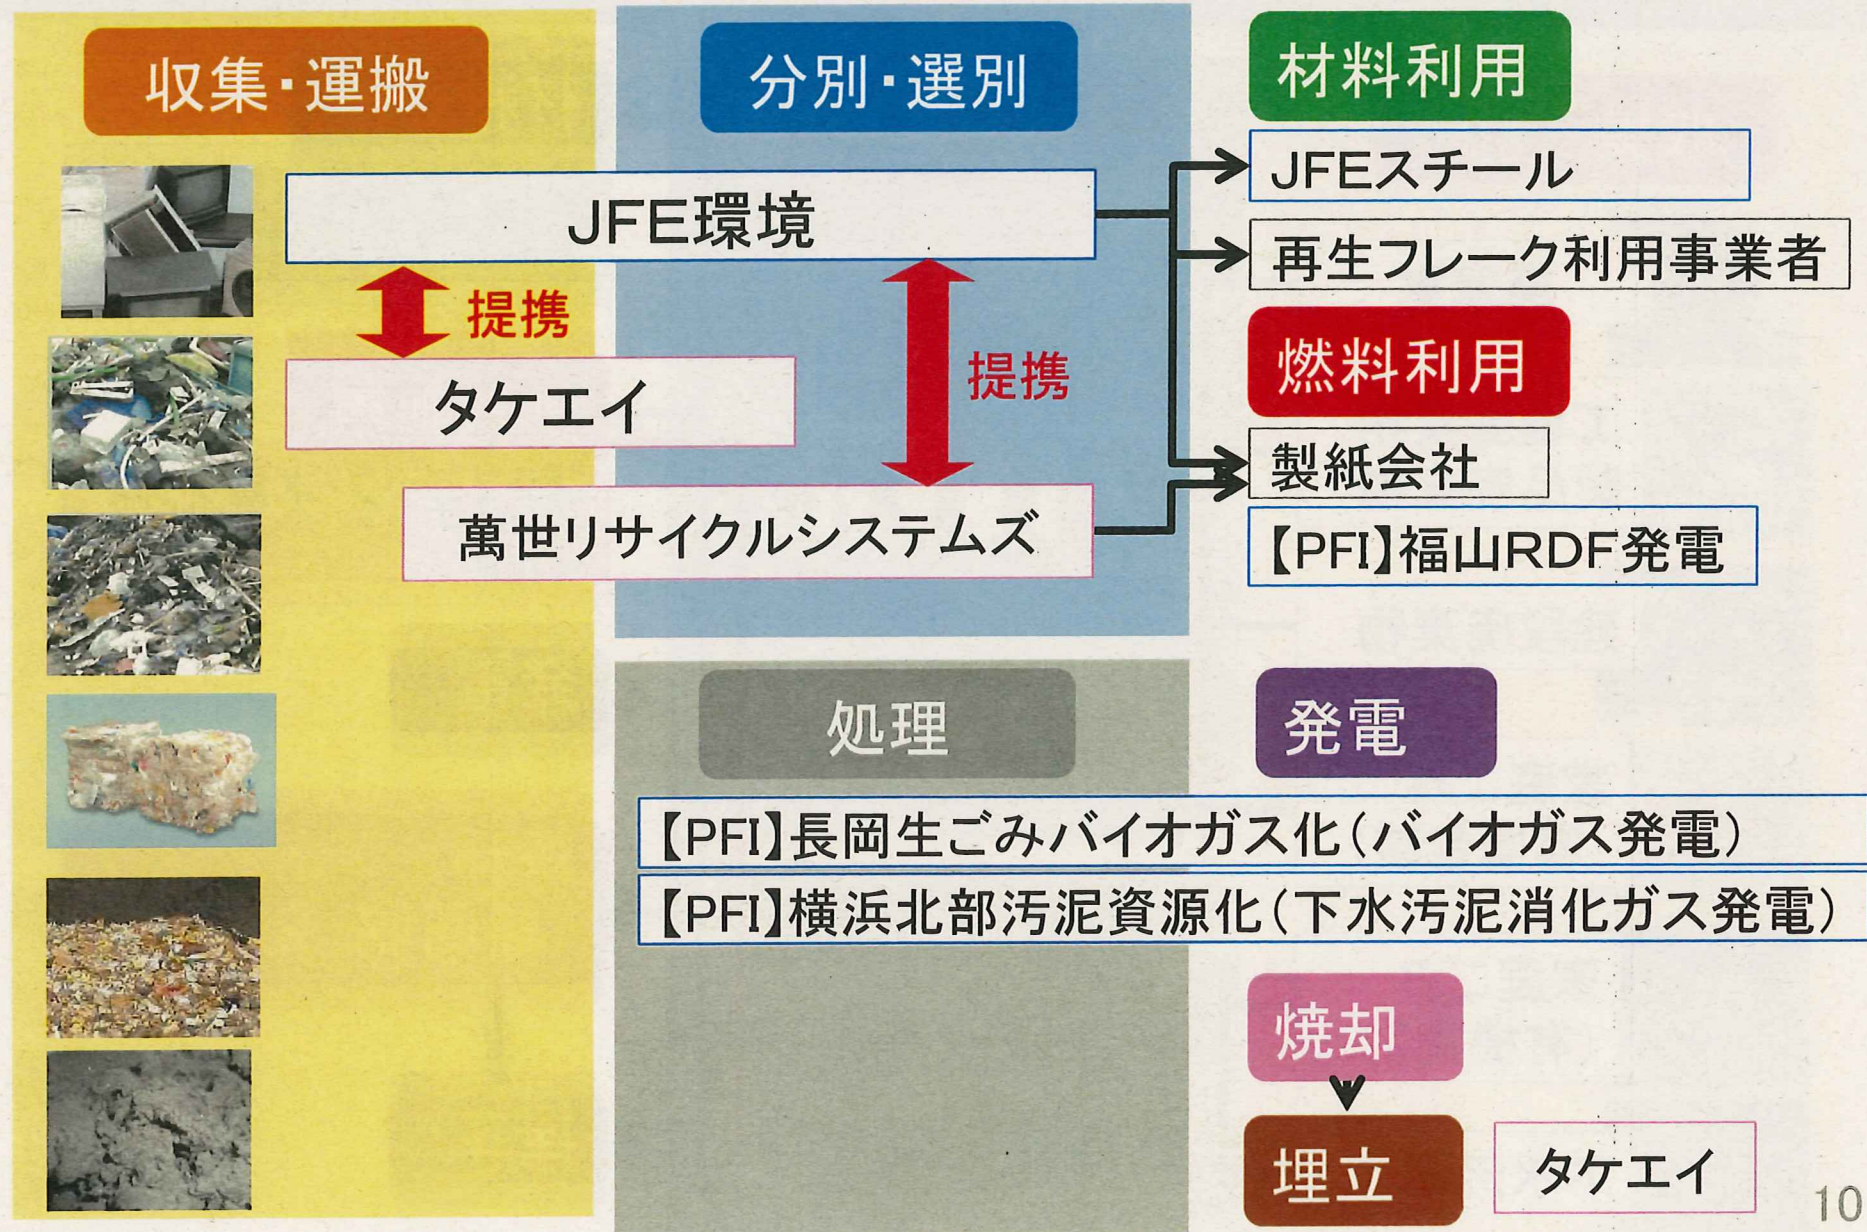 収集・運搬
分別・選別
材料利用
JFE環境
JFEスチール
再生フレーク利用事業者
提携
提携
燃料利用
タケエイ
製紙会社
萬世リサイクルシステムズ
【PFI】福山RDF発電
処理
発電
【PFI】長岡生ごみバイオガス化（バイオガス発電）
【PFI】横浜北部汚泥資源化（下水汚泥消化ガス発電）
焼却
埋立
タケエイ
10